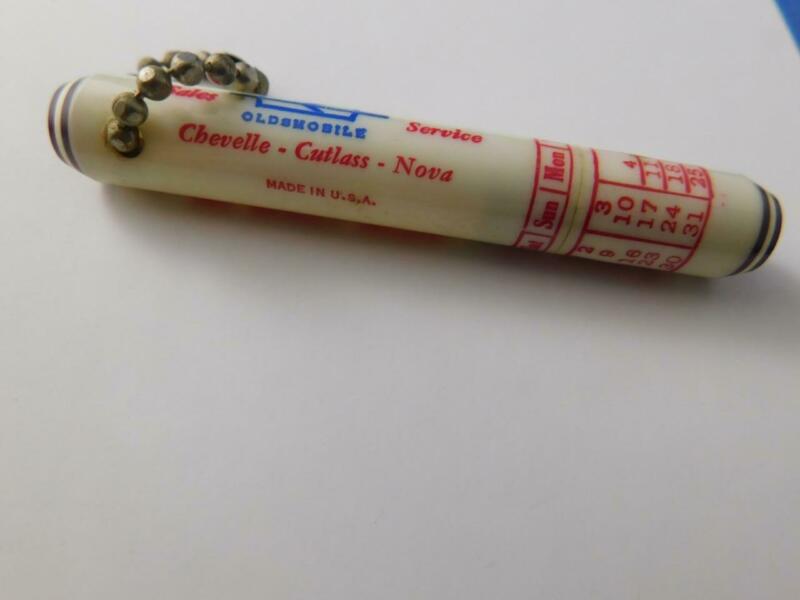 Sales
OLDSMOBILE
Service
Chevelle - Cutlass - Nova
MADE IN U.S.A.
Sun Mon
4 11 18 25
3 10 17 24 31
2 9 16 23 30